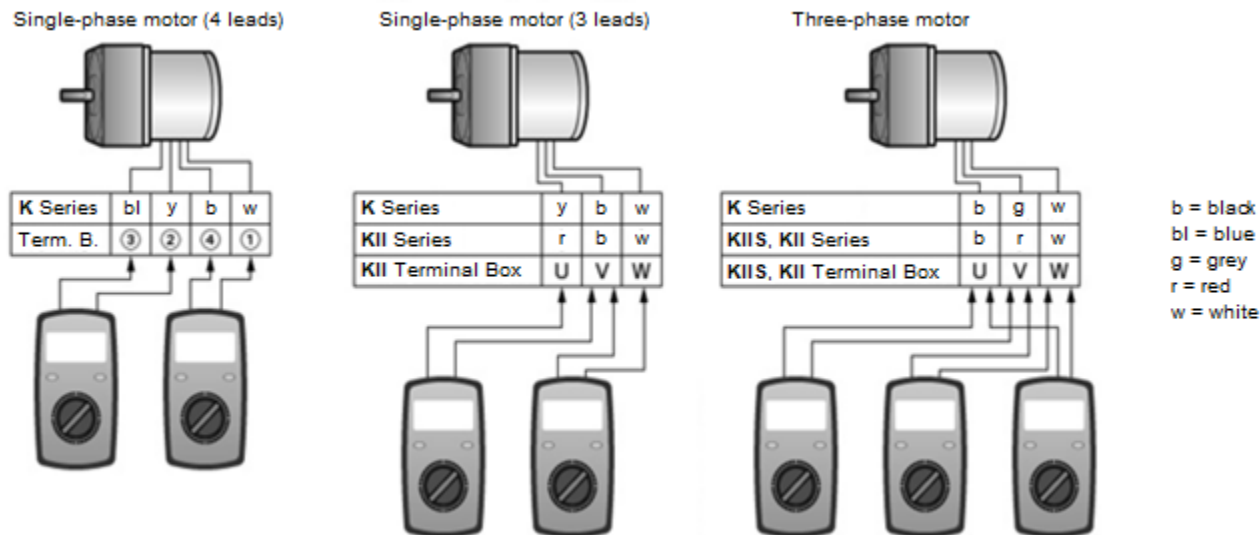 Single-phase motor (4 leads)
K Series bl y b w
Term. B. ③ ② ④ ①
Single-phase motor (3 leads)
K Series y b w
KII Series r b w
KII Terminal Box U V W
Three-phase motor
K Series b g w
KIIS, KII Series b r w
KIIS, KII Terminal Box U V W
b = black
bl = blue
g = grey
r = red
w = white